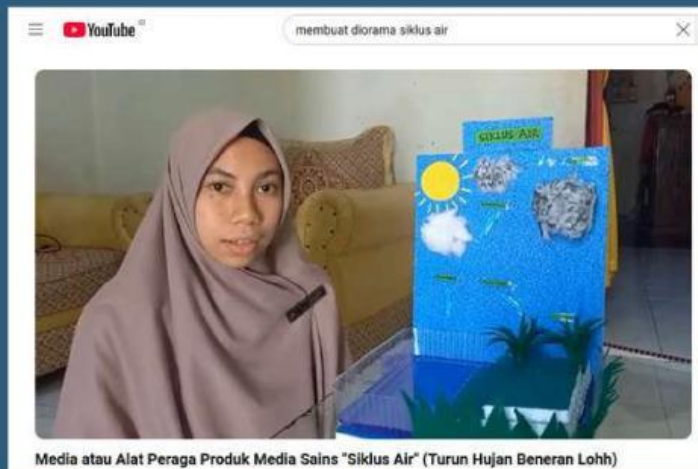 YouTube
membuat diorama siklus air
SIKLUS AIR
Media atau Alat Peraga Produk Media Sains "Siklus Air" (Turun Hujan Beneran Lohh)